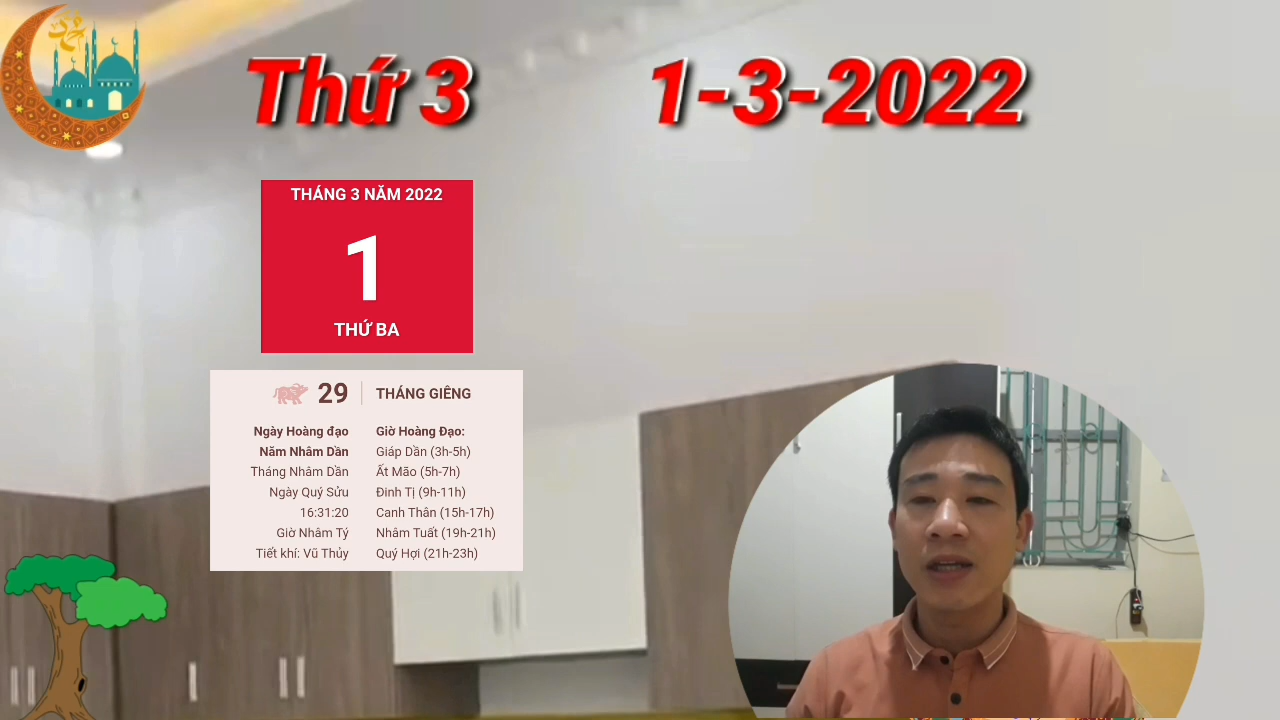 Thứ 3 1-3-2022
THÁNG 3 NĂM 2022
1
THỨ BA
29 THÁNG GIÊNG
Ngày Hoàng đạo
Năm Nhâm Dần
Tháng Nhâm Dần
Ngày Quý Sửu
16:31:20
Giờ Nhâm Tý
Tiết khí: Vũ Thủy
Giờ Hoàng Đạo:
Giáp Dần (3h-5h)
Ất Mão (5h-7h)
Đinh Tị (9h-11h)
Canh Thân (15h-17h)
Nhâm Tuất (19h-21h)
Quý Hợi (21h-23h)